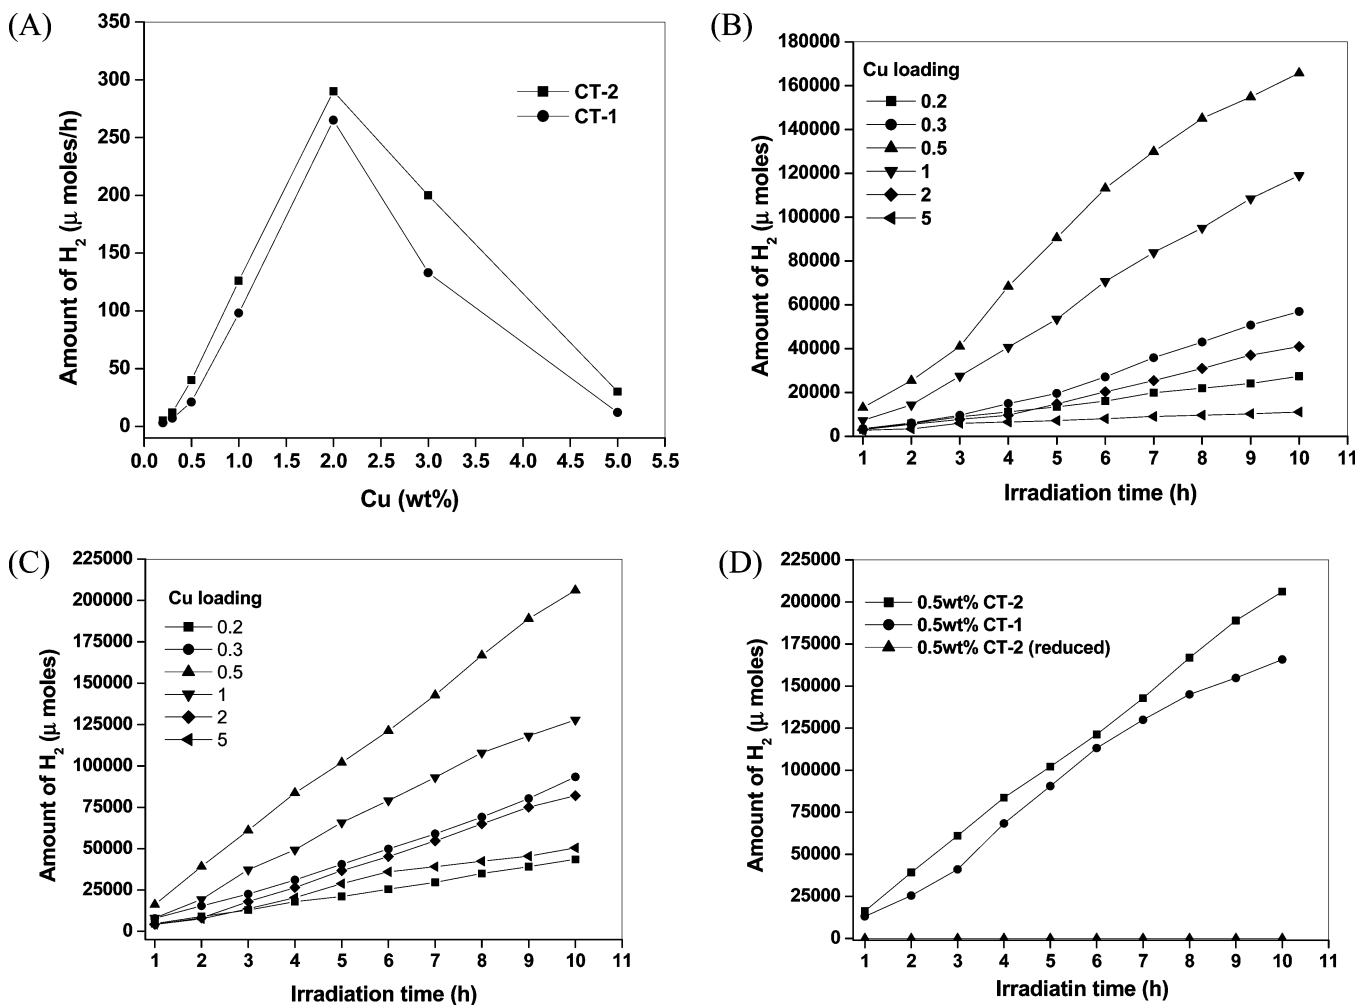 (A)
350
300
250
200
150
100
50
0
Amount of H2 (μ moles/h)
CT-2
CT-1
0.0 0.5 1.0 1.5 2.0 2.5 3.0 3.5 4.0 4.5 5.0 5.5
Cu (wt%)
(B)
180000
160000
140000
120000
100000
80000
60000
40000
20000
0
Amount of H2 (μ moles)
Cu loading
0.2
0.3
0.5
1
2
5
1 2 3 4 5 6 7 8 9 10 11
Irradiation time (h)
(C)
225000
200000
175000
150000
125000
100000
75000
50000
25000
0
Amount of H2 (μ moles)
Cu loading
0.2
0.3
0.5
1
2
5
1 2 3 4 5 6 7 8 9 10 11
Irradiation time (h)
(D)
225000
200000
175000
150000
125000
100000
75000
50000
25000
0
Amount of H2 (μ moles)
0.5wt% CT-2
0.5wt% CT-1
0.5wt% CT-2 (reduced)
1 2 3 4 5 6 7 8 9 10 11
Irradiatin time (h)